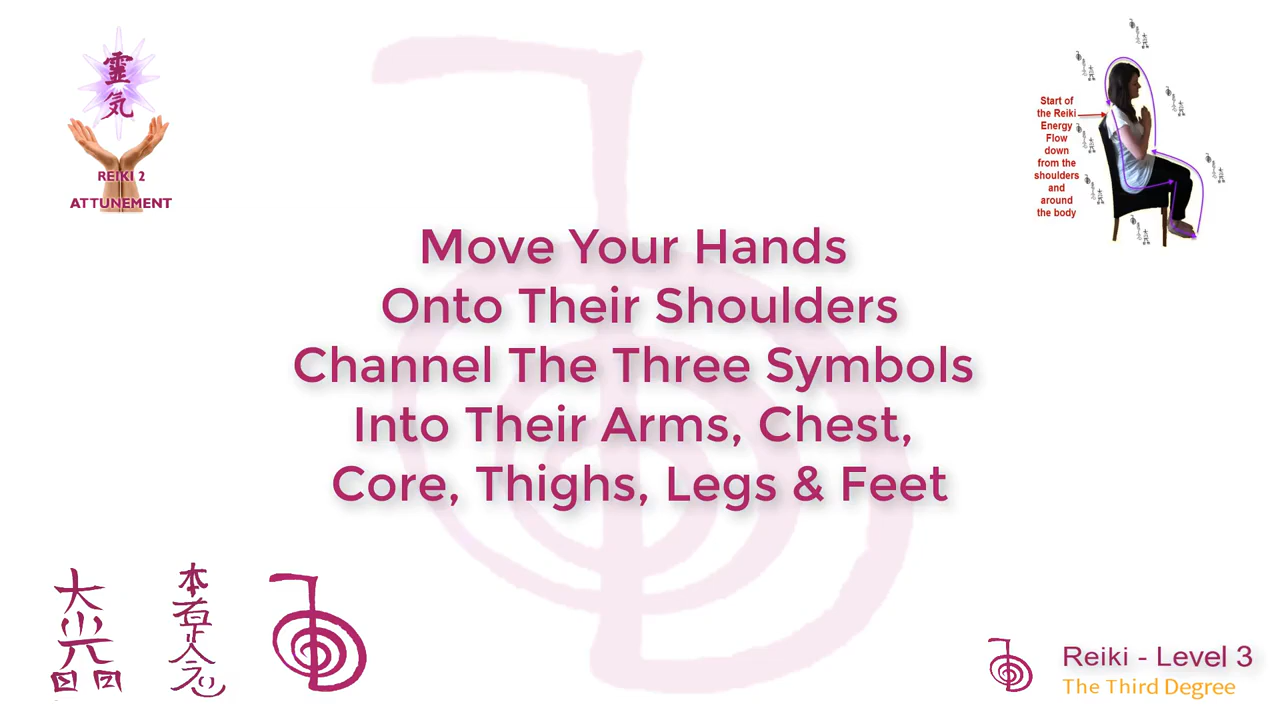 靈
気
REIKI 2
ATTUNEMENT
Start of
the Reiki
Energy
Flow
down
from the
shoulders
and
around
the body
Move Your Hands
Onto Their Shoulders
Channel The Three Symbols
Into Their Arms, Chest,
Core, Thighs, Legs & Feet
Reiki - Level 3
The Third Degree